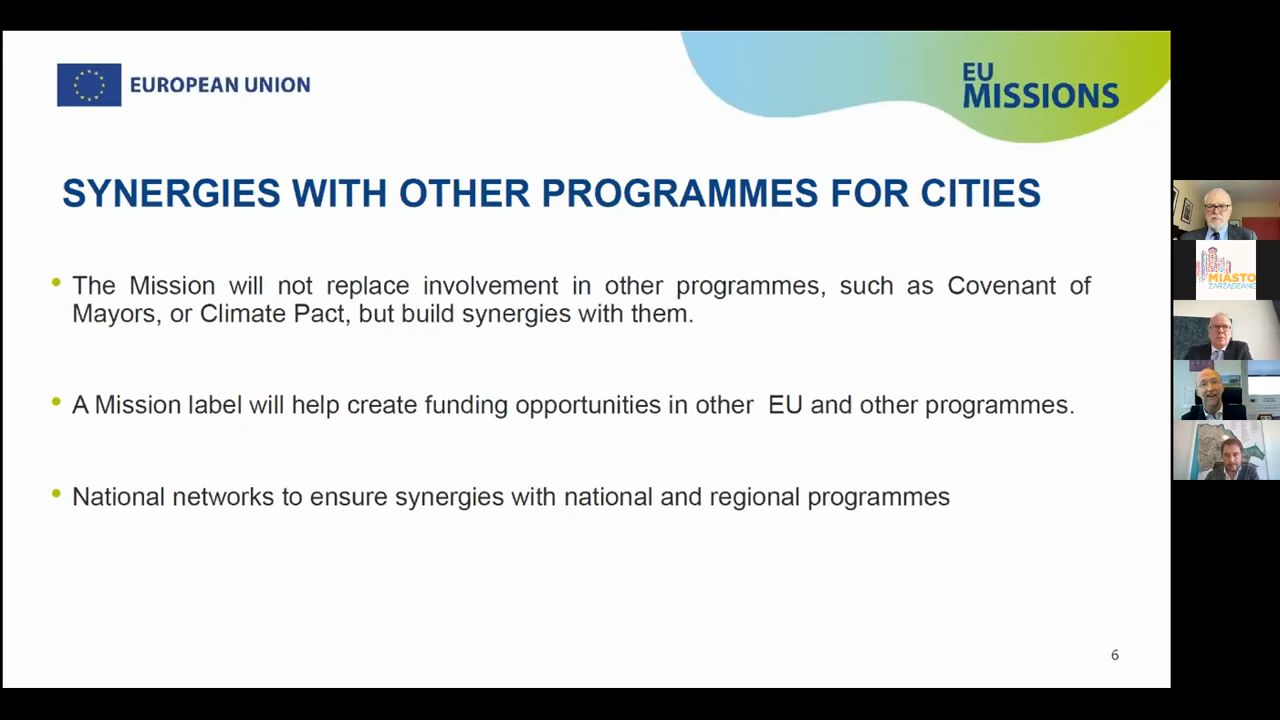 EUROPEAN UNION
EU
MISSIONS
SYNERGIES WITH OTHER PROGRAMMES FOR CITIES
• The Mission will not replace involvement in other programmes, such as Covenant of
Mayors, or Climate Pact, but build synergies with them.
• A Mission label will help create funding opportunities in other EU and other programmes.
• National networks to ensure synergies with national and regional programmes
6
MIASTO
ZARZĄDZANIE